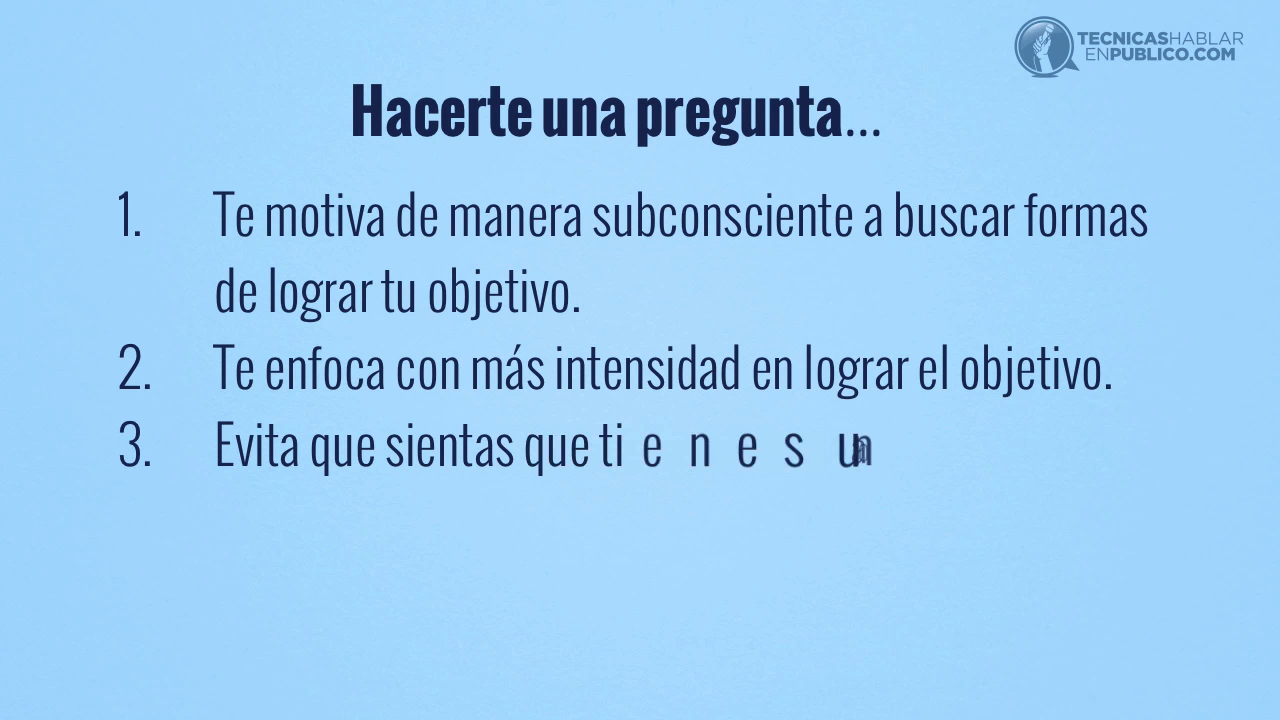 TECNICASHABLAR
ENPUBLICO.COM
Hacerte una pregunta...
1. Te motiva de manera subconsciente a buscar formas
de lograr tu objetivo.
2. Te enfoca con más intensidad en lograr el objetivo.
3. Evita que sientas que tienes